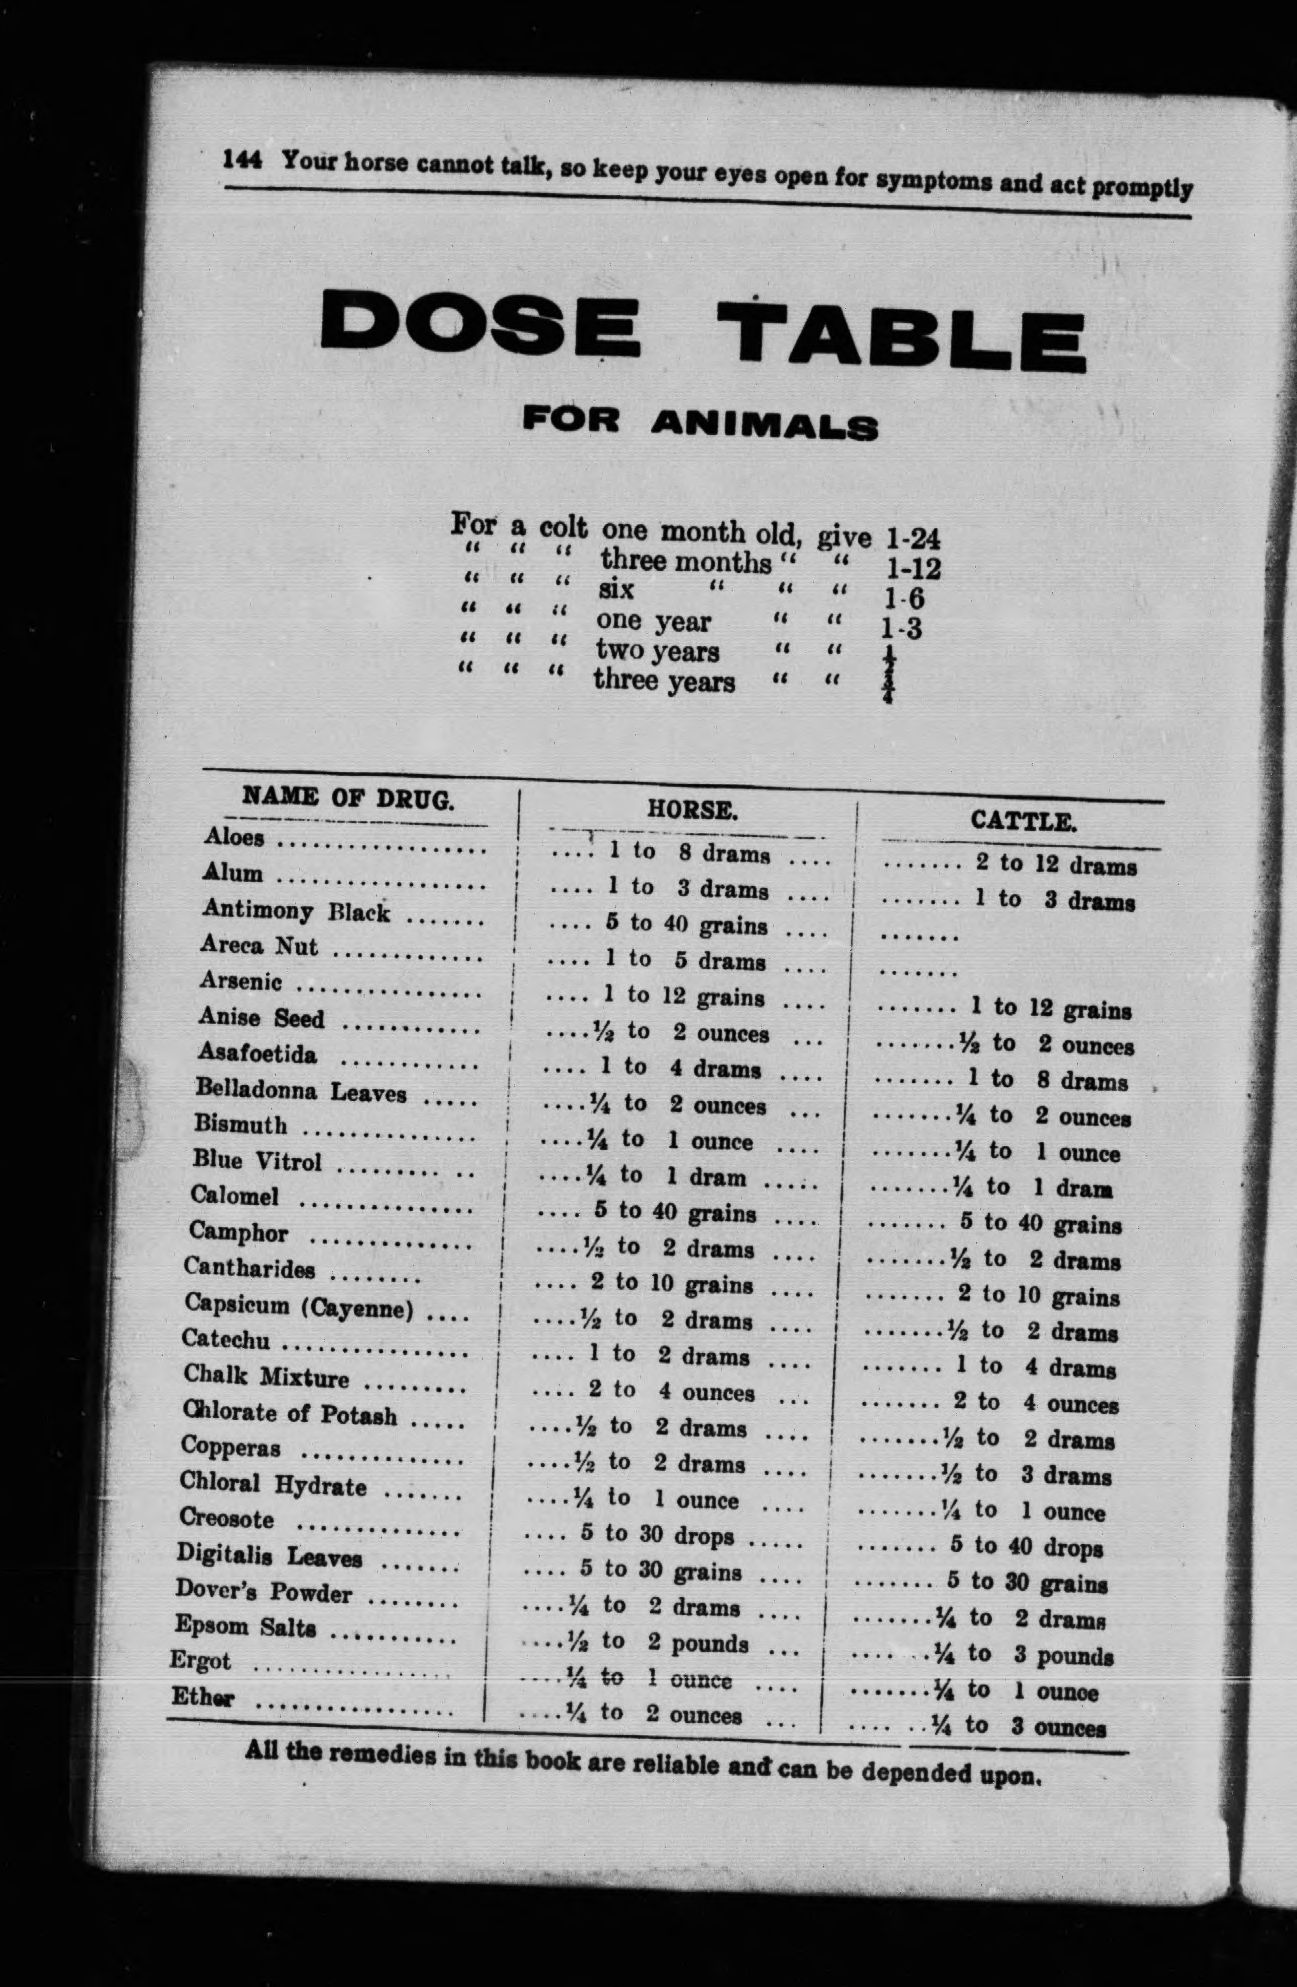 144 Your horse cannot talk, so keep your eyes open for symptoms and act promptly
DOSE TABLE
FOR ANIMALS
For a colt one month old, give 1-24
" " " three months " " 1-12
" " " six " " " 1-6
" " " one year " " 1-3
" " " two years " " ½
" " " three years " " ¾
NAME OF DRUG. HORSE. CATTLE.
Aloes .................. .... 1 to 8 drams .... ....... 2 to 12 drams
Alum .................. .... 1 to 3 drams .... ....... 1 to 3 drams
Antimony Black ....... .... 5 to 40 grains .... .......
Areca Nut ............. .... 1 to 5 drams .... .......
Arsenic ................ .... 1 to 12 grains .... ....... 1 to 12 grains
Anise Seed ............ ....½ to 2 ounces ... .......½ to 2 ounces
Asafoetida ............ .... 1 to 4 drams .... ....... 1 to 8 drams
Belladonna Leaves ..... ....¼ to 2 ounces ... .......¼ to 2 ounces
Bismuth ............... ....¼ to 1 ounce .... .......¼ to 1 ounce
Blue Vitrol ......... .. ....¼ to 1 dram ..... .......¼ to 1 dram
Calomel ............... .... 5 to 40 grains .... ....... 5 to 40 grains
Camphor .............. ....½ to 2 drams .... .......½ to 2 drams
Cantharides ........ .... 2 to 10 grains .... ....... 2 to 10 grains
Capsicum (Cayenne) .... ....½ to 2 drams .... .......½ to 2 drams
Catechu ................ .... 1 to 2 drams .... ....... 1 to 4 drams
Chalk Mixture ......... .... 2 to 4 ounces ... ....... 2 to 4 ounces
Chlorate of Potash ..... ....½ to 2 drams .... .......½ to 2 drams
Copperas .............. ....½ to 2 drams .... .......½ to 3 drams
Chloral Hydrate ....... ....¼ to 1 ounce .... .......¼ to 1 ounce
Creosote .............. .... 5 to 30 drops ..... ....... 5 to 40 drops
Digitalis Leaves ....... .... 5 to 30 grains .... ....... 5 to 30 grains
Dover's Powder ........ ....¼ to 2 drams .... .......¼ to 2 drams
Epsom Salts ........... ....½ to 2 pounds ... .... ..¼ to 3 pounds
Ergot ................. ....¼ to 1 ounce .... .......¼ to 1 ounce
Ether ................. ....¼ to 2 ounces ... .... ..¼ to 3 ounces
All the remedies in this book are reliable and can be depended upon.